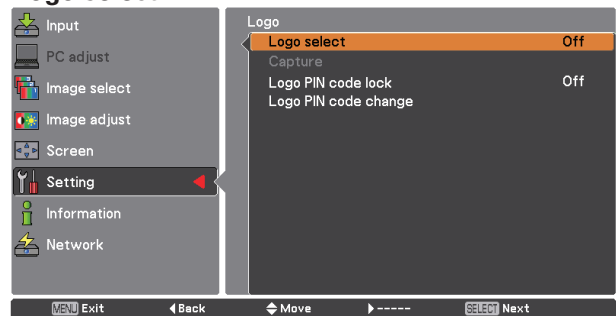 Input
PC adjust
Image select
Image adjust
Screen
Setting
Information
Network
Logo
Logo select Off
Capture
Logo PIN code lock Off
Logo PIN code change
MENU Exit Back Move ----- SELECT Next